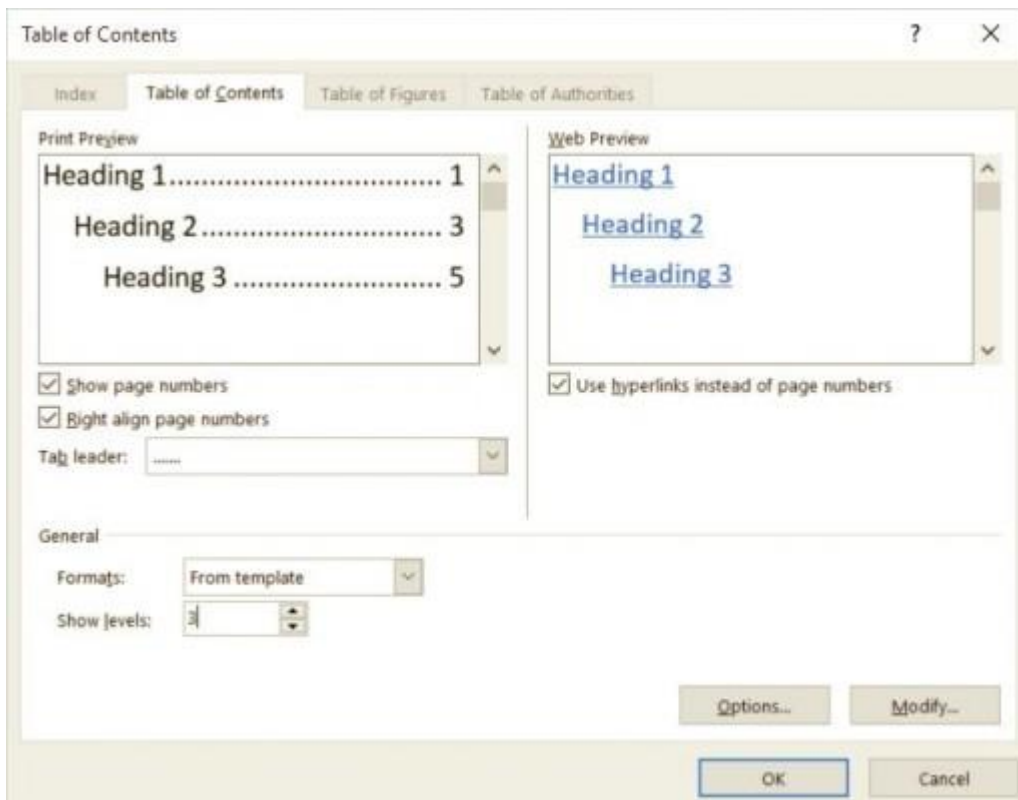 Table of Contents
Index Table of Contents Table of Figures Table of Authorities
Print Preview
Heading 1.................................. 1
Heading 2............................... 3
Heading 3 ........................... 5
Show page numbers
Right align page numbers
Tab leader: .......
Web Preview
Heading 1
Heading 2
Heading 3
Use hyperlinks instead of page numbers
General
Formats: From template
Show levels: 3
Options... Modify...
OK Cancel